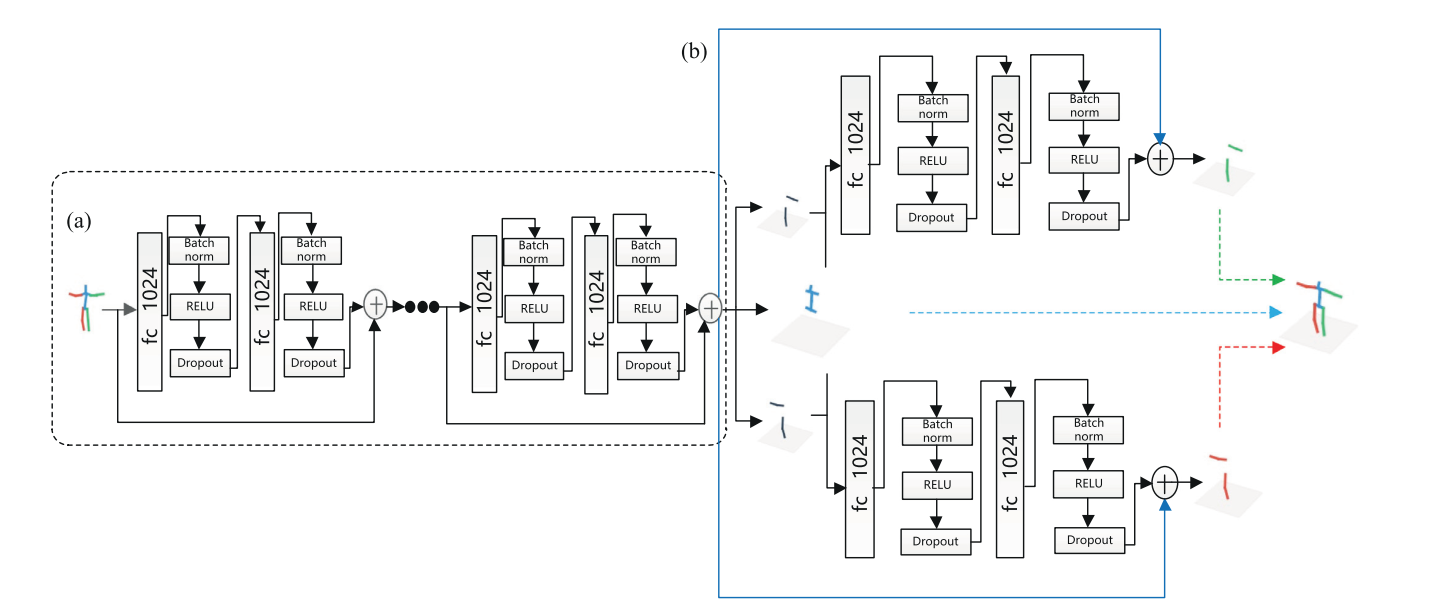 (a)
fc 1024
Batch
norm
RELU
Dropout
fc 1024
Batch
norm
RELU
Dropout
fc 1024
Batch
norm
RELU
Dropout
fc 1024
Batch
norm
RELU
Dropout
(b)
fc 1024
Batch
norm
RELU
Dropout
fc 1024
Batch
norm
RELU
Dropout
fc 1024
Batch
norm
RELU
Dropout
fc 1024
Batch
norm
RELU
Dropout